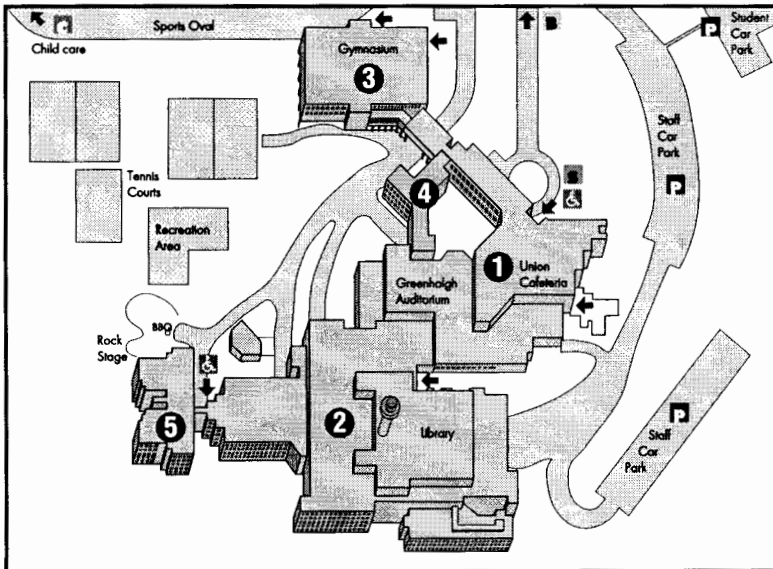 Sports Oval
Child care
Gymnasium
3
B
P
Student
Car
Park
Staff
Car
Park
P
S
4
Tennis
Courts
Recreation
Area
1
Union
Cafeteria
Greenhalgh
Auditorium
BBQ
Rock
Stage
5
2
Library
P
Staff
Car
Park